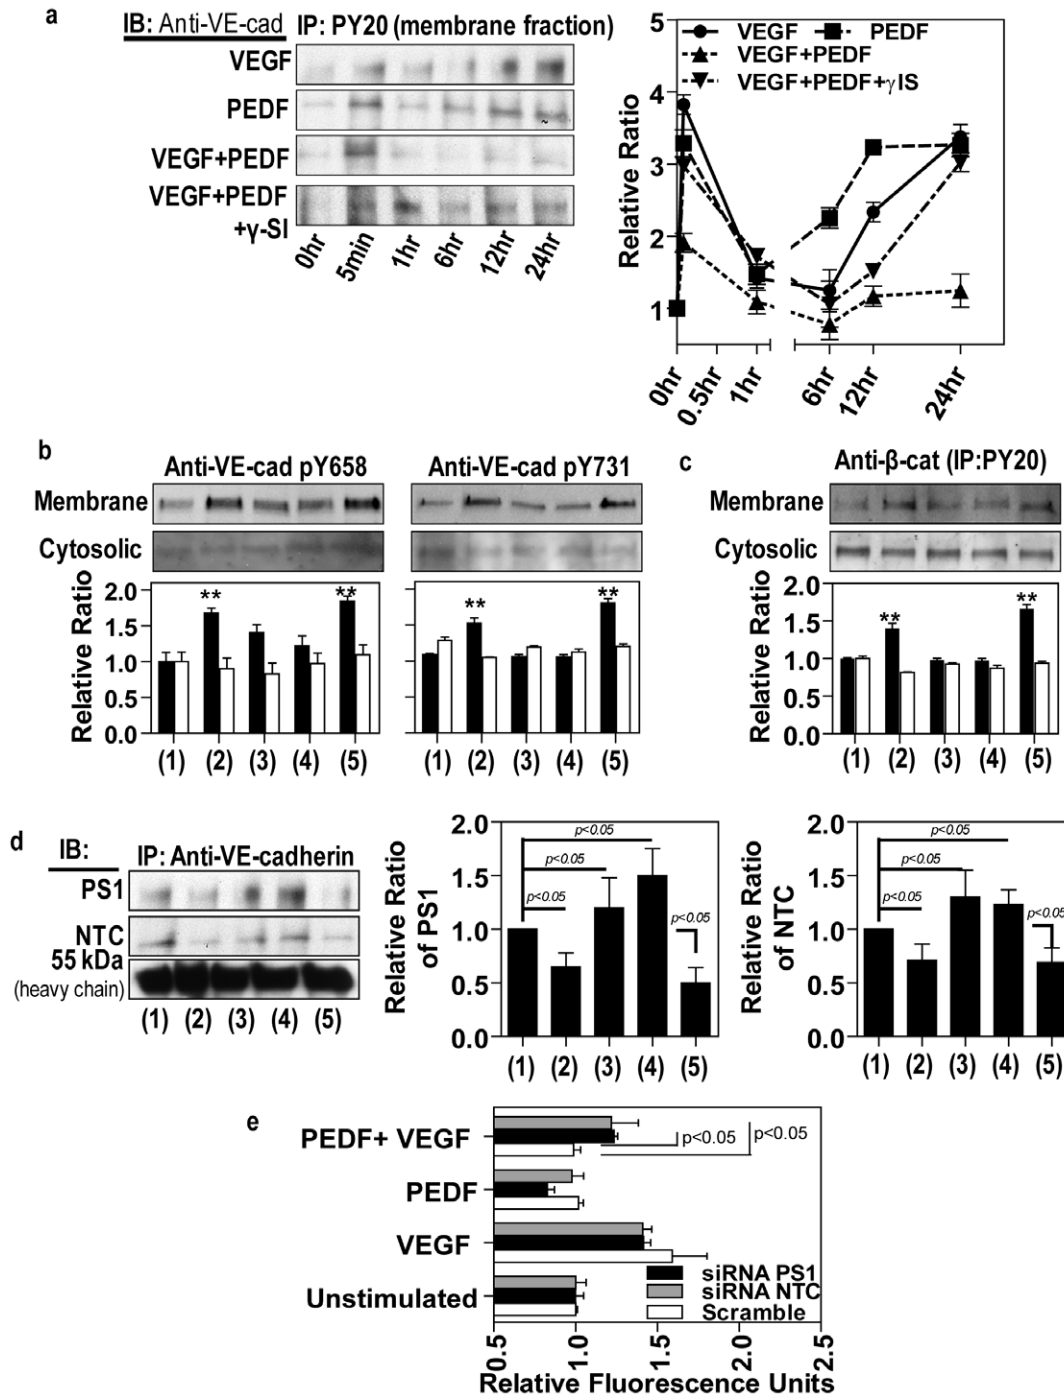 a
IB: Anti-VE-cad IP: PY20 (membrane fraction)
VEGF
PEDF
VEGF+PEDF
VEGF+PEDF
+γ-SI
0hr 5min 1hr 6hr 12hr 24hr
Relative Ratio
5
4
3
2
1
VEGF PEDF
VEGF+PEDF
VEGF+PEDF+γIS
0hr 0.5hr 1hr 6hr 12hr 24hr
b
Anti-VE-cad pY658 Anti-VE-cad pY731
Membrane
Cytosolic
Relative Ratio
2.0
1.5
1.0
0.5
0.0
** **
** **
(1) (2) (3) (4) (5)
(1) (2) (3) (4) (5)
c
Anti-β-cat (IP:PY20)
Membrane
Cytosolic
Relative Ratio
2.0
1.5
1.0
0.5
0.0
** **
(1) (2) (3) (4) (5)
d
IB: IP: Anti-VE-cadherin
PS1
NTC
55 kDa
(heavy chain)
(1) (2) (3) (4) (5)
Relative Ratio
of PS1
2.0
1.5
1.0
0.5
0.0
p<0.05
p<0.05
p<0.05
p<0.05
(1) (2) (3) (4) (5)
Relative Ratio
of NTC
2.0
1.5
1.0
0.5
0.0
p<0.05
p<0.05
p<0.05
p<0.05
(1) (2) (3) (4) (5)
e
PEDF+ VEGF
PEDF
VEGF
Unstimulated
p<0.05 p<0.05
siRNA PS1
siRNA NTC
Scramble
0.5 1.0 1.5 2.0 2.5
Relative Fluorescence Units